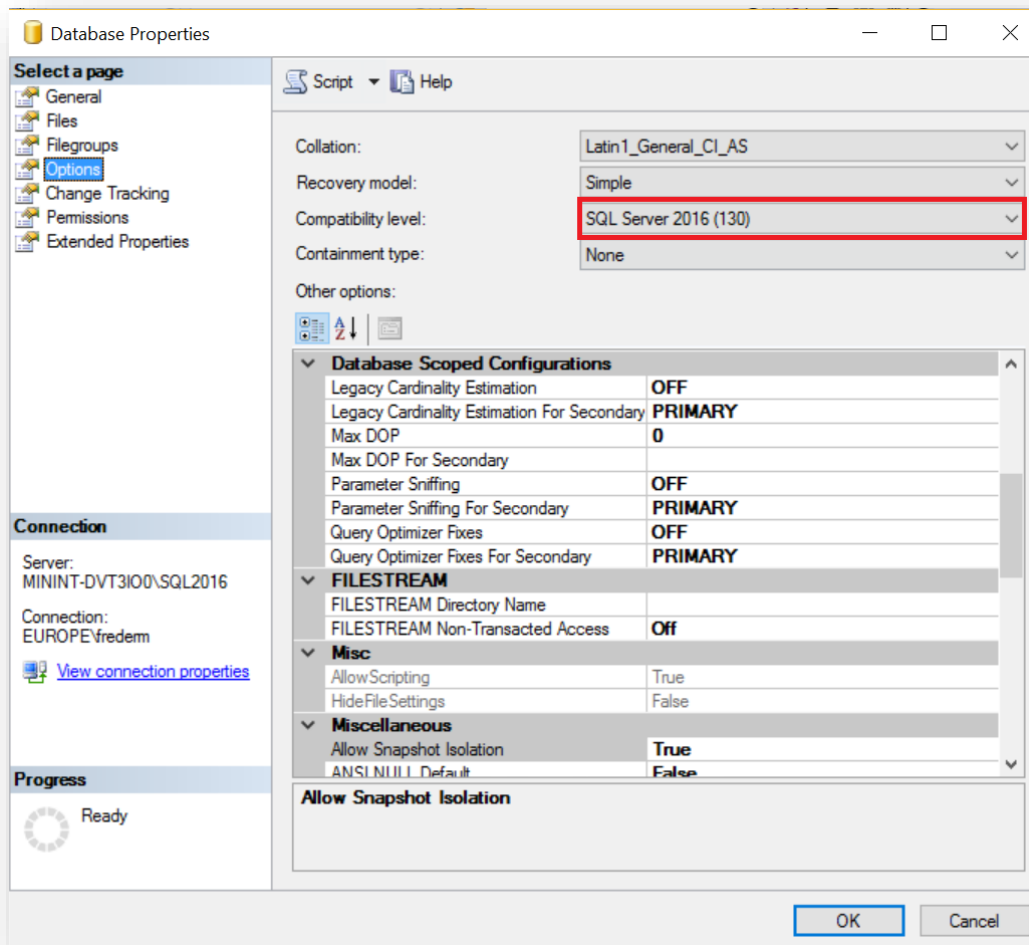 Database Properties
Select a page
General
Files
Filegroups
Options
Change Tracking
Permissions
Extended Properties
Connection
Server:
MININT-DVT3IO0\SQL2016
Connection:
EUROPE\frederm
View connection properties
Progress
Ready
Script Help
Collation: Latin1_General_CI_AS
Recovery model: Simple
Compatibility level: SQL Server 2016 (130)
Containment type: None
Other options:
Database Scoped Configurations
Legacy Cardinality Estimation OFF
Legacy Cardinality Estimation For Secondary PRIMARY
Max DOP 0
Max DOP For Secondary
Parameter Sniffing OFF
Parameter Sniffing For Secondary PRIMARY
Query Optimizer Fixes OFF
Query Optimizer Fixes For Secondary PRIMARY
FILESTREAM
FILESTREAM Directory Name
FILESTREAM Non-Transacted Access Off
Misc
AllowScripting True
HideFileSettings False
Miscellaneous
Allow Snapshot Isolation True
ANSI NULL Default False
Allow Snapshot Isolation
OK Cancel